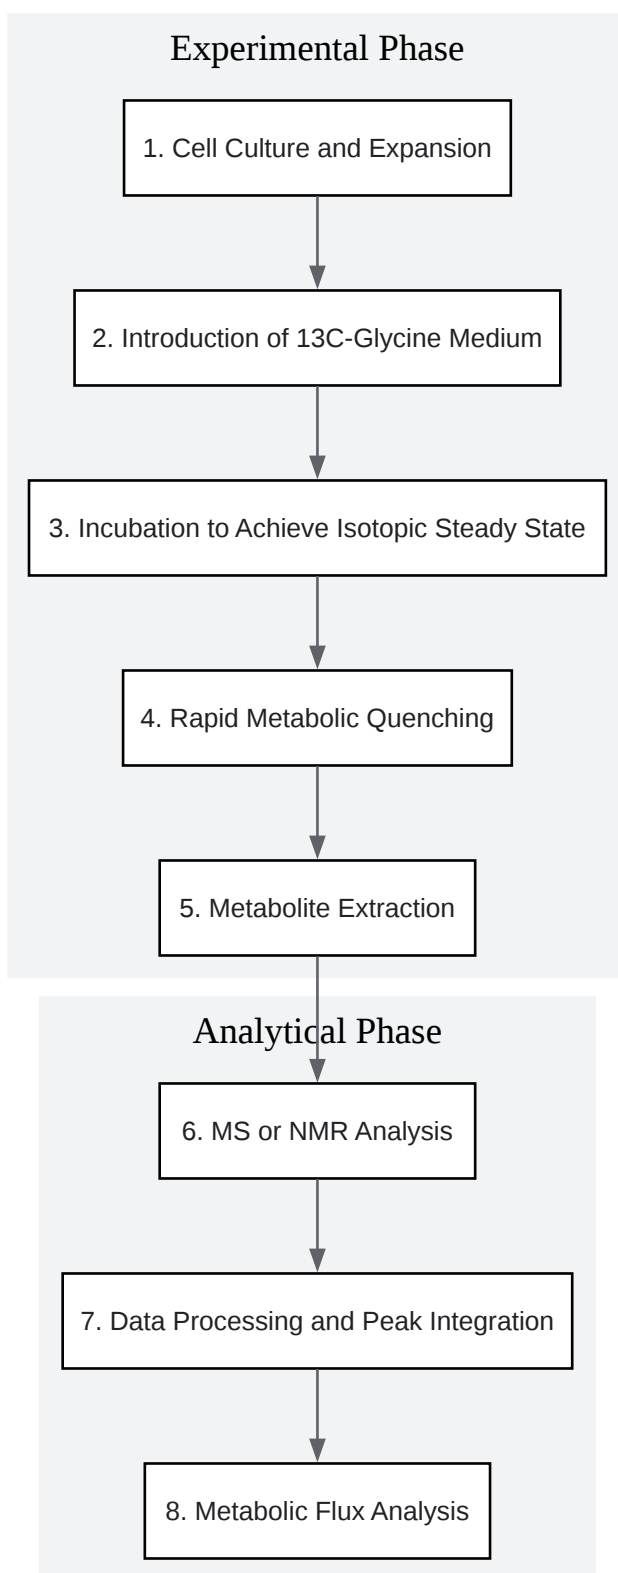 Experimental Phase
1. Cell Culture and Expansion
2. Introduction of 13C-Glycine Medium
3. Incubation to Achieve Isotopic Steady State
4. Rapid Metabolic Quenching
5. Metabolite Extraction
Analytical Phase
6. MS or NMR Analysis
7. Data Processing and Peak Integration
8. Metabolic Flux Analysis